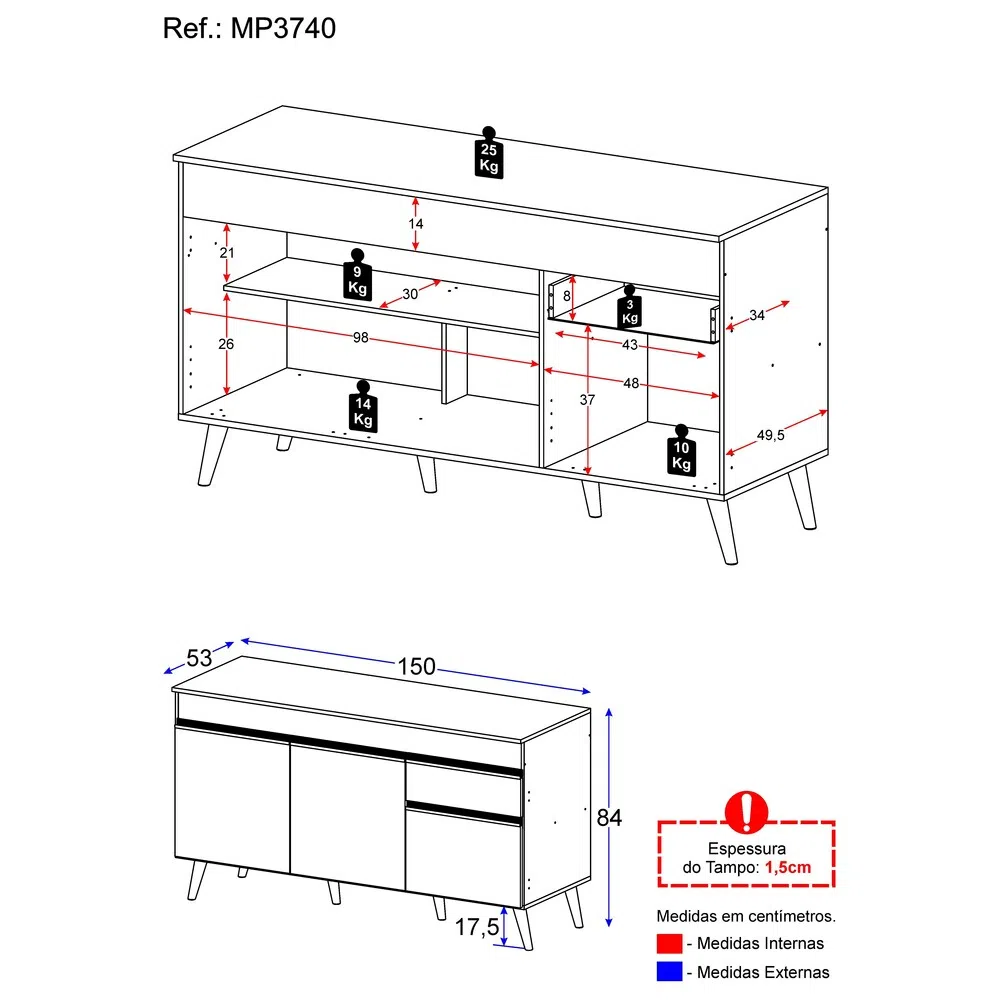 Ref.: MP3740
25
Kg
14
21
9
Kg
30
8
3
Kg
34
98
43
26
48
37
14
Kg
10
Kg
49,5
53
150
84
17,5
Espessura
do Tampo: 1,5cm
Medidas em centímetros.
- Medidas Internas
- Medidas Externas